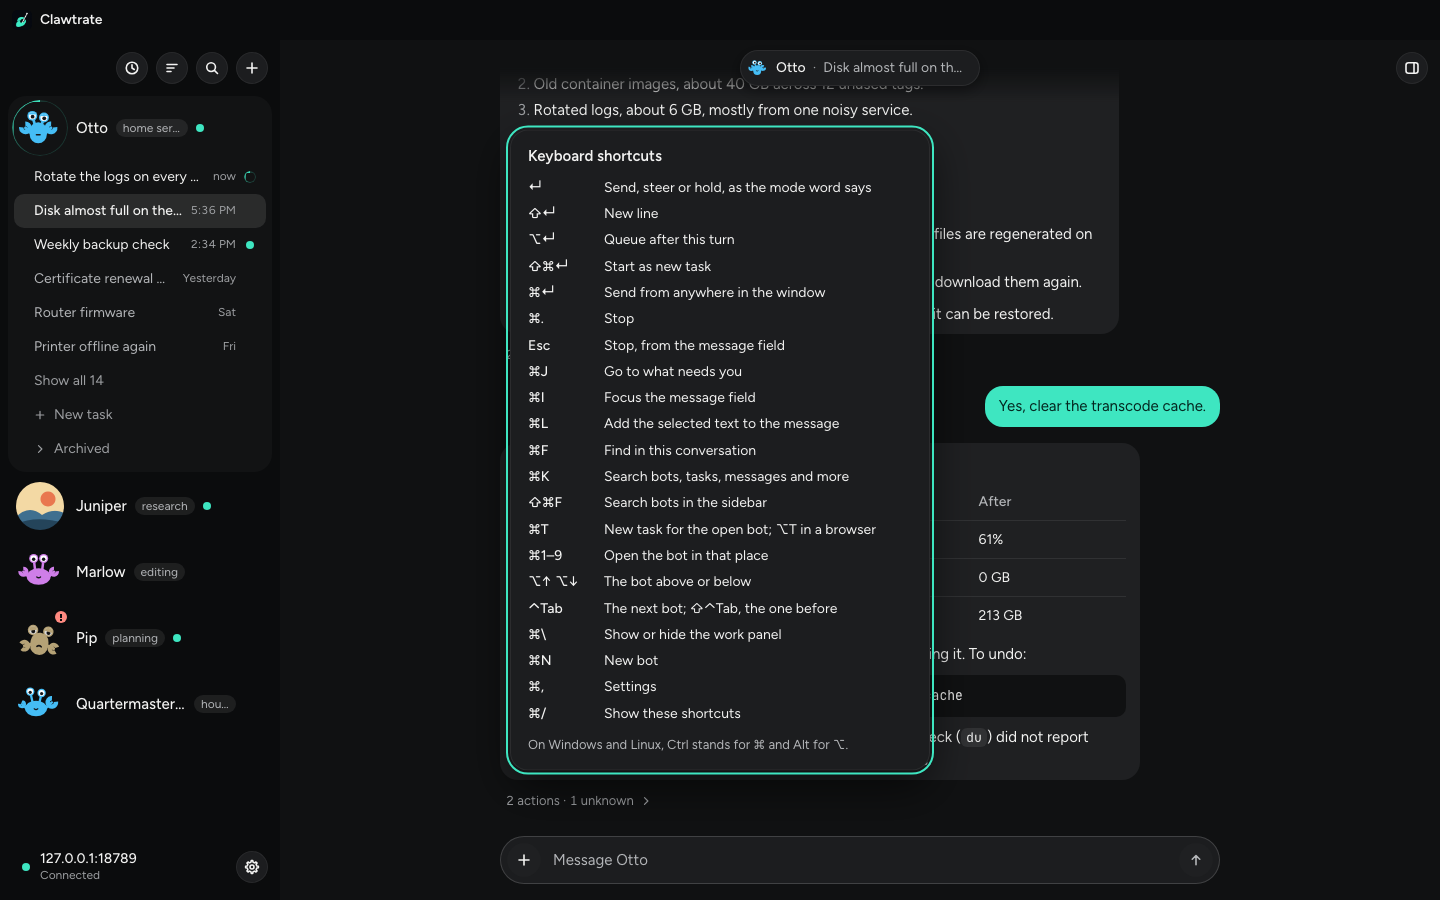 Clawtrate
Otto
home ser...
Rotate the logs on every ...
now
Disk almost full on the...
5:36 PM
Weekly backup check
2:34 PM
Certificate renewal ...
Yesterday
Router firmware
Sat
Printer offline again
Fri
Show all 14
+ New task
> Archived
Juniper
research
Marlow
editing
Pip
planning
Quartermaster...
hou...
127.0.0.1:18789
Connected
Otto · Disk almost full on th...
2. Old container images, about 40 GB across 12 unused tags.
3. Rotated logs, about 6 GB, mostly from one noisy service.
files are regenerated on
download them again.
it can be restored.
Yes, clear the transcode cache.
After
61%
0 GB
213 GB
ing it. To undo:
ache
eck ( du ) did not report
Keyboard shortcuts
↵ Send, steer or hold, as the mode word says
⇧↵ New line
⌥↵ Queue after this turn
⇧⌘↵ Start as new task
⌘↵ Send from anywhere in the window
⌘. Stop
Esc Stop, from the message field
⌘J Go to what needs you
⌘I Focus the message field
⌘L Add the selected text to the message
⌘F Find in this conversation
⌘K Search bots, tasks, messages and more
⇧⌘F Search bots in the sidebar
⌘T New task for the open bot; ⌥T in a browser
⌘1–9 Open the bot in that place
⌥↑ ⌥↓ The bot above or below
^Tab The next bot; ⇧^Tab, the one before
⌘\ Show or hide the work panel
⌘N New bot
⌘, Settings
⌘/ Show these shortcuts
On Windows and Linux, Ctrl stands for ⌘ and Alt for ⌥.
2 actions · 1 unknown >
Message Otto